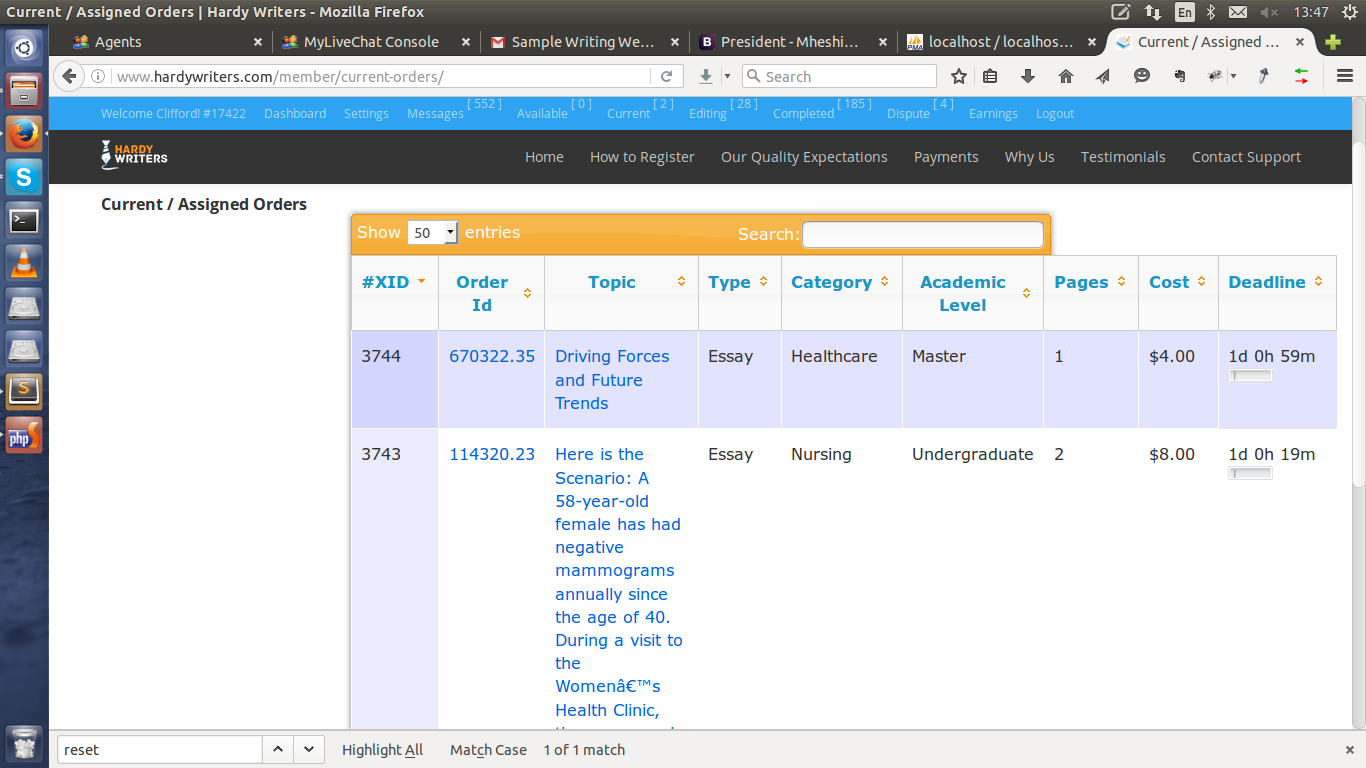 Current / Assigned Orders | Hardy Writers - Mozilla Firefox
En
13:47
Agents
MyLiveChat Console
Sample Writing We...
President - Mheshi...
localhost / localhos...
Current / Assigned ...
www.hardywriters.com/member/current-orders/
Search
Welcome Clifford! #17422
Dashboard
Settings
Messages [ 552 ]
Available [ 0 ]
Current [ 2 ]
Editing [ 28 ]
Completed [ 185 ]
Dispute [ 4 ]
Earnings
Logout
HARDY
WRITERS
Home
How to Register
Our Quality Expectations
Payments
Why Us
Testimonials
Contact Support
Current / Assigned Orders
Show 50 entries
Search:
#XID
Order
Id
Topic
Type
Category
Academic
Level
Pages
Cost
Deadline
3744
670322.35
Driving Forces
and Future
Trends
Essay
Healthcare
Master
1
$4.00
1d 0h 59m
3743
114320.23
Here is the
Scenario: A
58-year-old
female has had
negative
mammograms
annually since
the age of 40.
During a visit to
the
Womenâ€™s
Health Clinic,
Essay
Nursing
Undergraduate
2
$8.00
1d 0h 19m
reset
Highlight All
Match Case
1 of 1 match